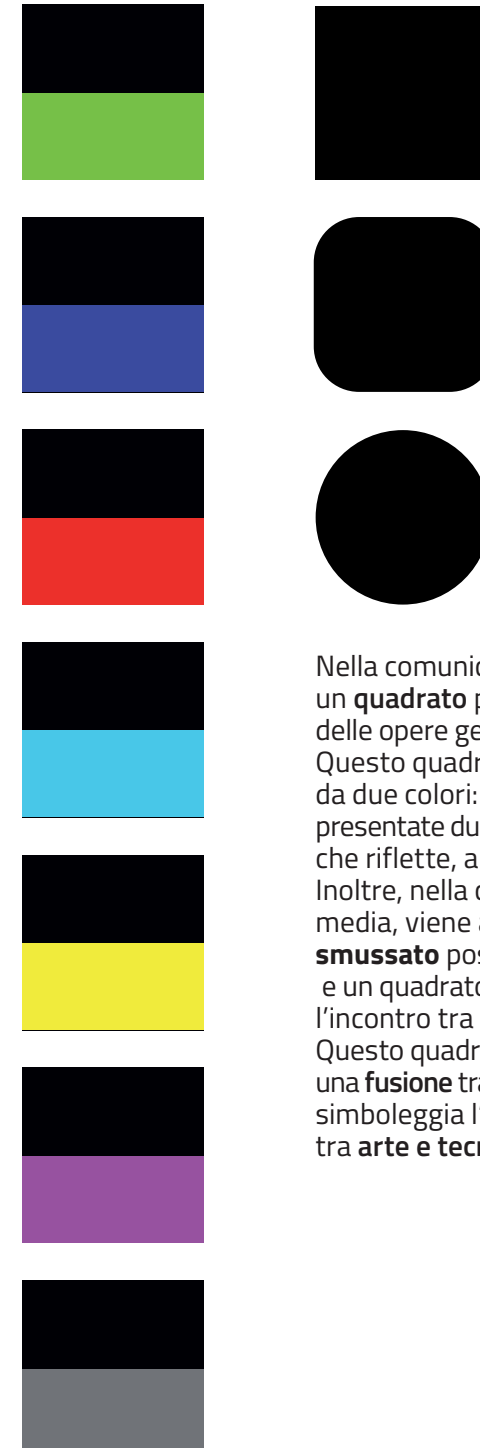 Nella comunic
un quadrato p
delle opere ge
Questo quadr
da due colori:
presentate du
che riflette, a
Inoltre, nella c
media, viene a
smussato pos
e un quadrato
l'incontro tra
Questo quadr
una fusione tra
simboleggia l'
tra arte e tecn